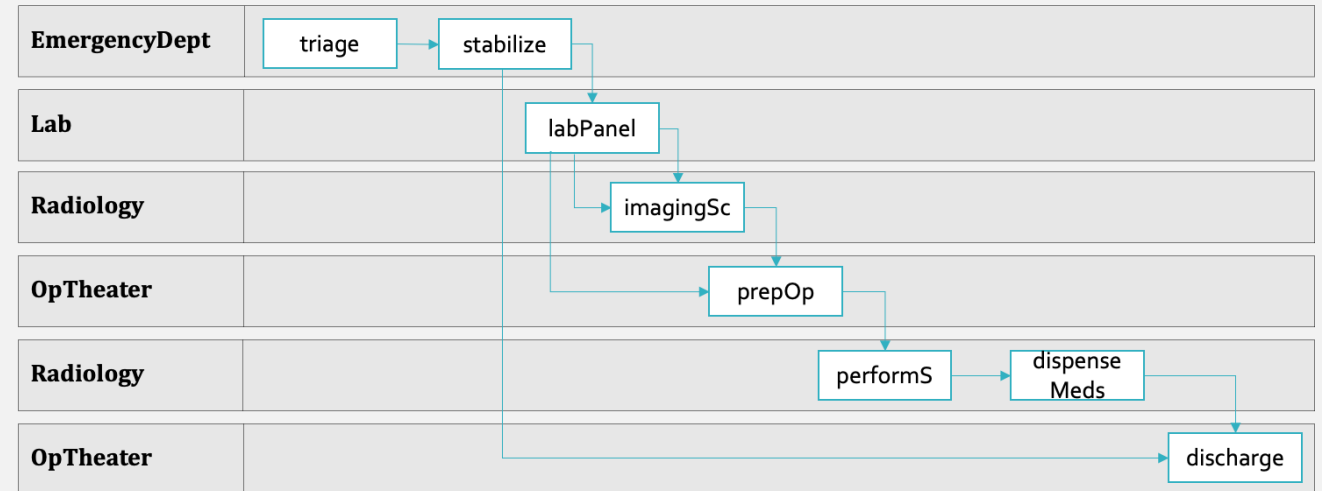 EmergencyDept
triage
stabilize
Lab
labPanel
Radiology
imagingSc
OpTheater
prepOp
Radiology
performS
dispense
Meds
OpTheater
discharge